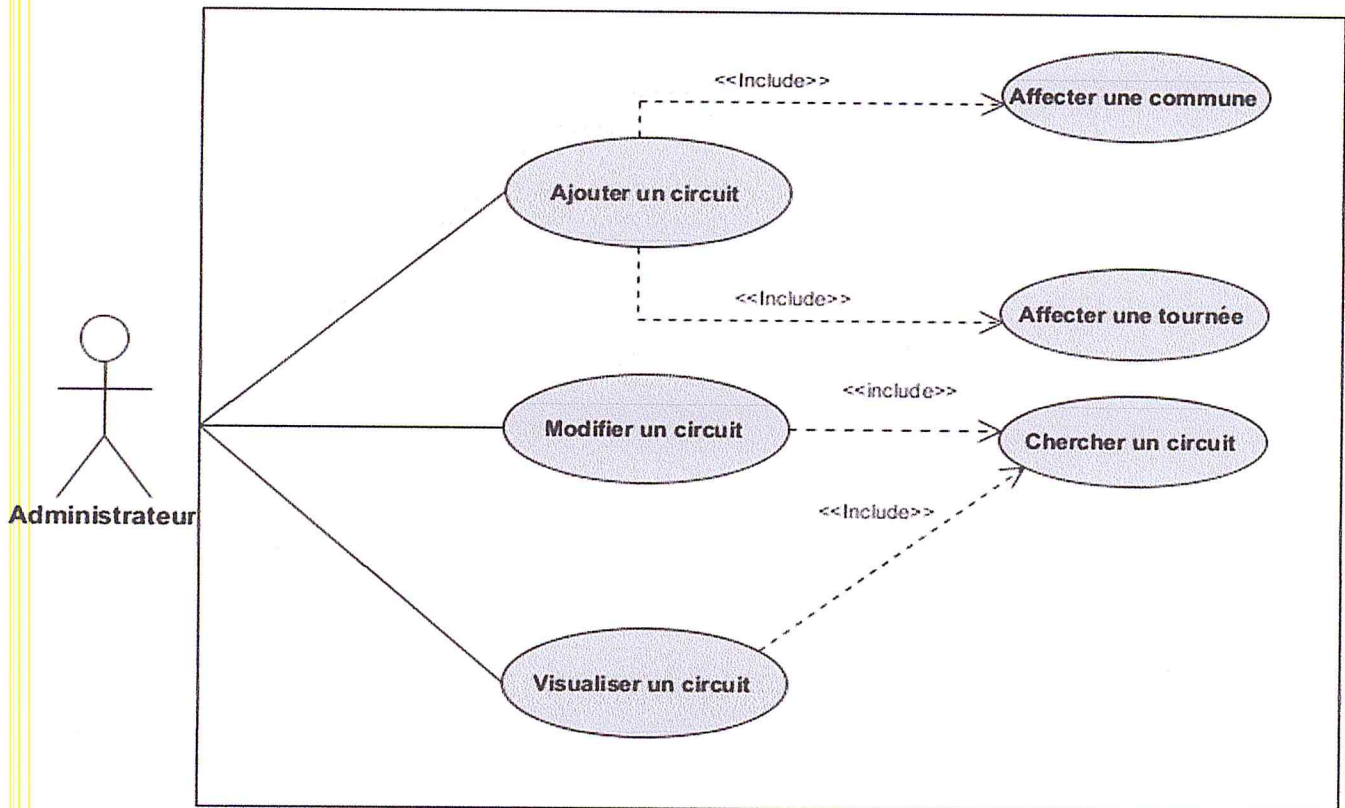 <<Include>>
Affecter une commune
Ajouter un circuit
<<Include>>
Affecter une tournée
<<include>>
Modifier un circuit
Chercher un circuit
<<Include>>
Administrateur
Visualiser un circuit